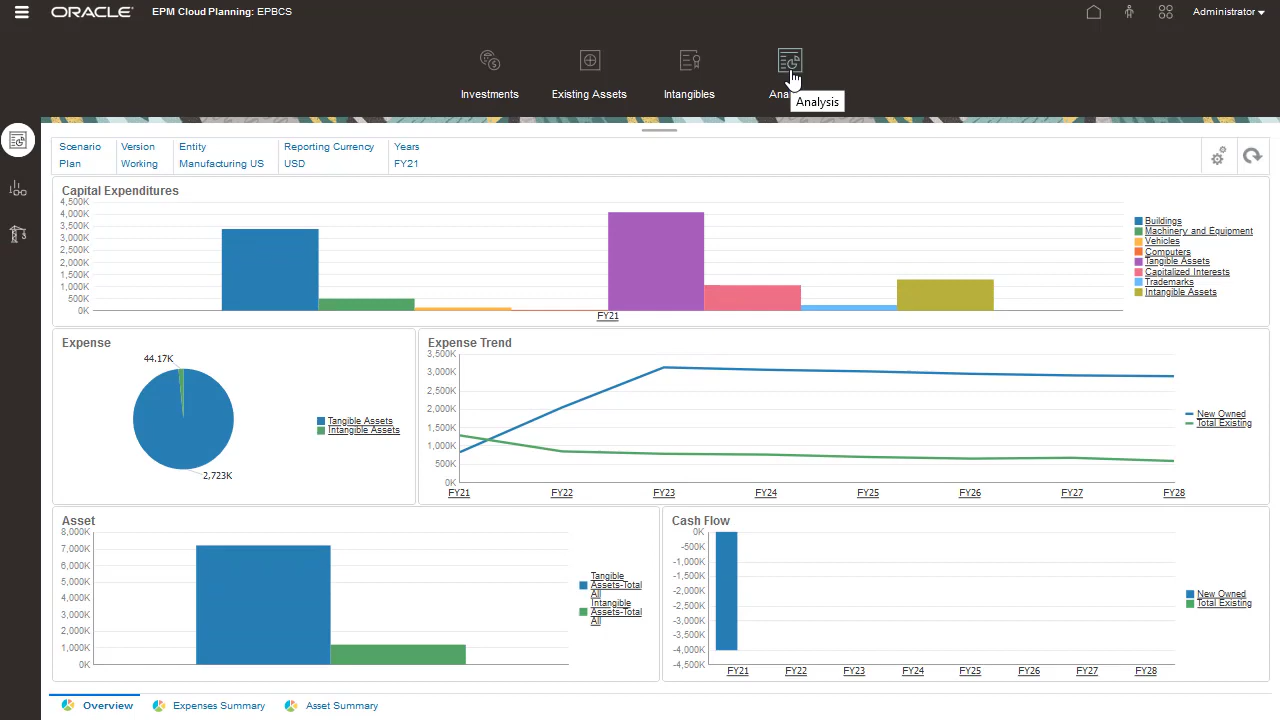 ORACLE EPM Cloud Planning: EPBCS Administrator
Investments Existing Assets Intangibles Ana
Analysis
Scenario Version Entity Reporting Currency Years
Plan Working Manufacturing US USD FY21
Capital Expenditures
4,500K
4,000K
3,500K
3,000K
2,500K
2,000K
1,500K
1,000K
500K
0K
FY21
Buildings
Machinery and Equipment
Vehicles
Computers
Tangible Assets
Capitalized Interests
Trademarks
Intangible Assets
Expense
44.17K
2,723K
Tangible Assets
Intangible Assets
Expense Trend
3,500K
3,000K
2,500K
2,000K
1,500K
1,000K
500K
0K
FY21 FY22 FY23 FY24 FY25 FY26 FY27 FY28
New Owned
Total Existing
Asset
8,000K
7,000K
6,000K
5,000K
4,000K
3,000K
2,000K
1,000K
0K
Tangible
Assets-Total
All
Intangible
Assets-Total
All
Cash Flow
0K
-500K
-1,000K
-1,500K
-2,000K
-2,500K
-3,000K
-3,500K
-4,000K
-4,500K
FY21 FY22 FY23 FY24 FY25 FY26 FY27 FY28
New Owned
Total Existing
Overview Expenses Summary Asset Summary